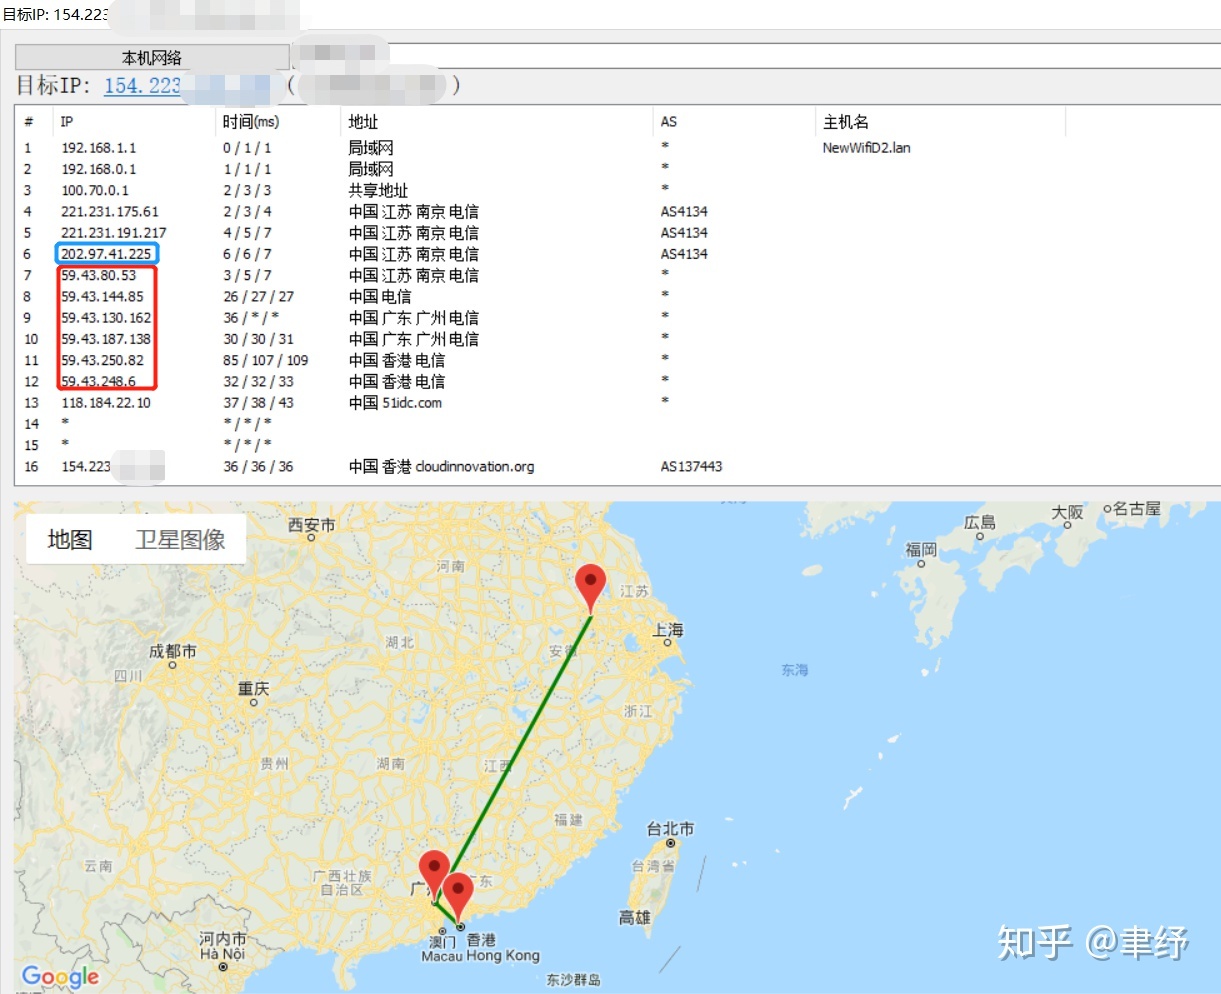 目标IP: 154.223
本机网络
目标IP: 154.223 ( )
# IP 时间(ms) 地址 AS 主机名
1 192.168.1.1 0 / 1 / 1 局域网 * NewWifiD2.lan
2 192.168.0.1 1 / 1 / 1 局域网 *
3 100.70.0.1 2 / 3 / 3 共享地址 *
4 221.231.175.61 2 / 3 / 4 中国 江苏 南京 电信 AS4134
5 221.231.191.217 4 / 5 / 7 中国 江苏 南京 电信 AS4134
6 202.97.41.225 6 / 6 / 7 中国 江苏 南京 电信 AS4134
7 59.43.80.53 3 / 5 / 7 中国 江苏 南京 电信 *
8 59.43.144.85 26 / 27 / 27 中国 电信 *
9 59.43.130.162 36 / * / * 中国 广东 广州 电信 *
10 59.43.187.138 30 / 30 / 31 中国 广东 广州 电信 *
11 59.43.250.82 85 / 107 / 109 中国 香港 电信 *
12 59.43.248.6 32 / 32 / 33 中国 香港 电信 *
13 118.184.22.10 37 / 38 / 43 中国 51idc.com *
14 * * / * / *
15 * * / * / *
16 154.223 36 / 36 / 36 中国 香港 cloudinnovation.org AS137443
地图 卫星图像
西安市
大阪
名古屋
広島
福岡
河南
江苏
上海
湖北
安徽
成都市
四川
东海
重庆
浙江
贵州
湖南
江西
福建
台北市
云南
台湾省
广西壮族
自治区
广
东
高雄
河内市
Hà Nội
澳门
Macau
香港
Hong Kong
东沙群岛
Google
知乎 @聿纾